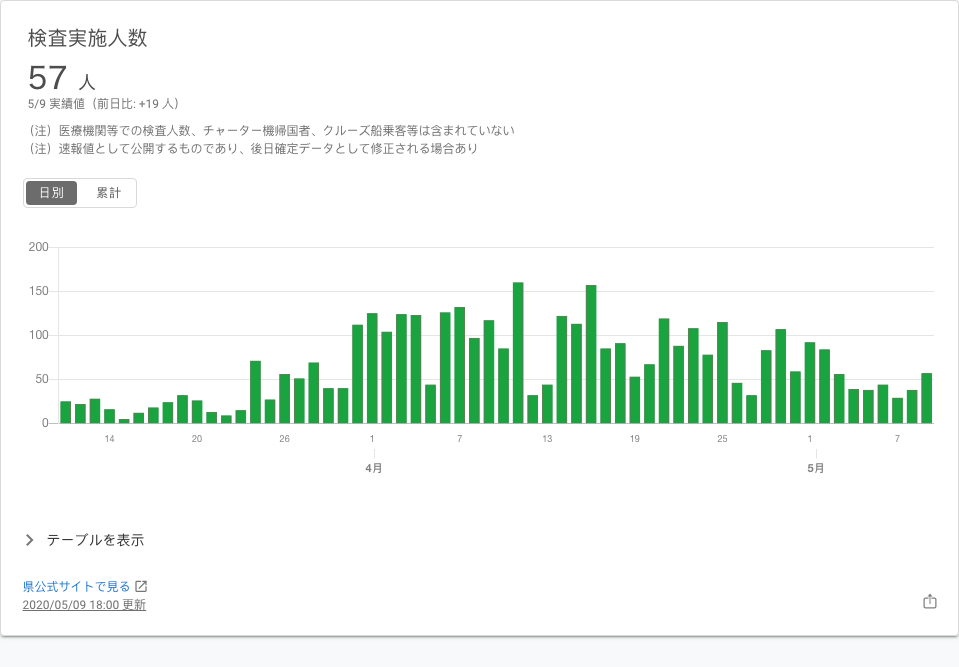 検査実施人数
57 人
5/9 実績値（前日比: +19 人）
（注）医療機関等での検査人数、チャーター機帰国者、クルーズ船乗客等は含まれていない
（注）速報値として公開するものであり、後日確定データとして修正される場合あり
日別 累計
200
150
100
50
0
14 20 26 1 7 13 19 25 1 7
4月 5月
テーブルを表示
県公式サイトで見る
2020/05/09 18:00 更新